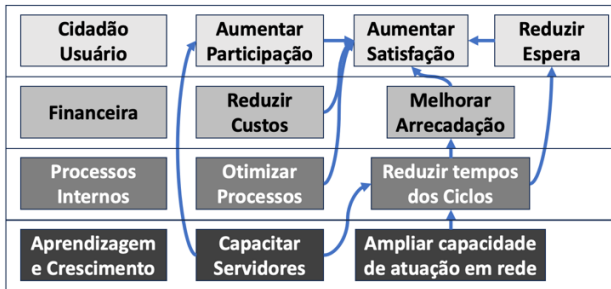 Cidadão
Usuário
Aumentar
Participação
Aumentar
Satisfação
Reduzir
Espera
Financeira
Reduzir
Custos
Melhorar
Arrecadação
Processos
Internos
Otimizar
Processos
Reduzir tempos
dos Ciclos
Aprendizagem
e Crescimento
Capacitar
Servidores
Ampliar capacidade
de atuação em rede